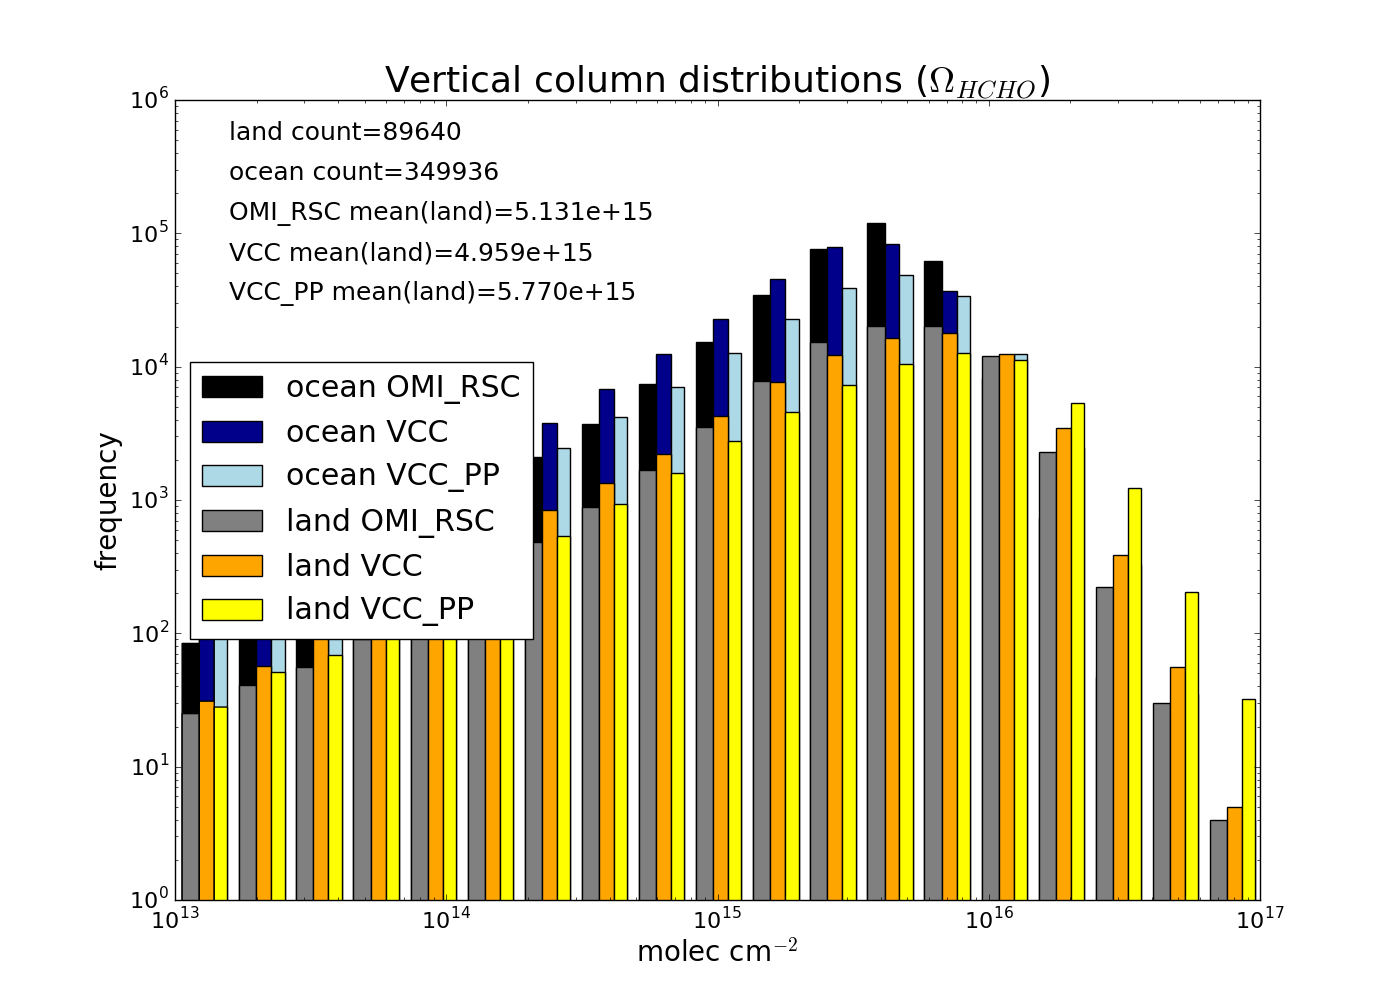 Vertical column distributions (Ω_HCHO)
10^6
10^5
10^4
10^3
10^2
10^1
10^0
frequency
land count=89640
ocean count=349936
OMI_RSC mean(land)=5.131e+15
VCC mean(land)=4.959e+15
VCC_PP mean(land)=5.770e+15
ocean OMI_RSC
ocean VCC
ocean VCC_PP
land OMI_RSC
land VCC
land VCC_PP
10^13 10^14 10^15 10^16 10^17
molec cm^−2